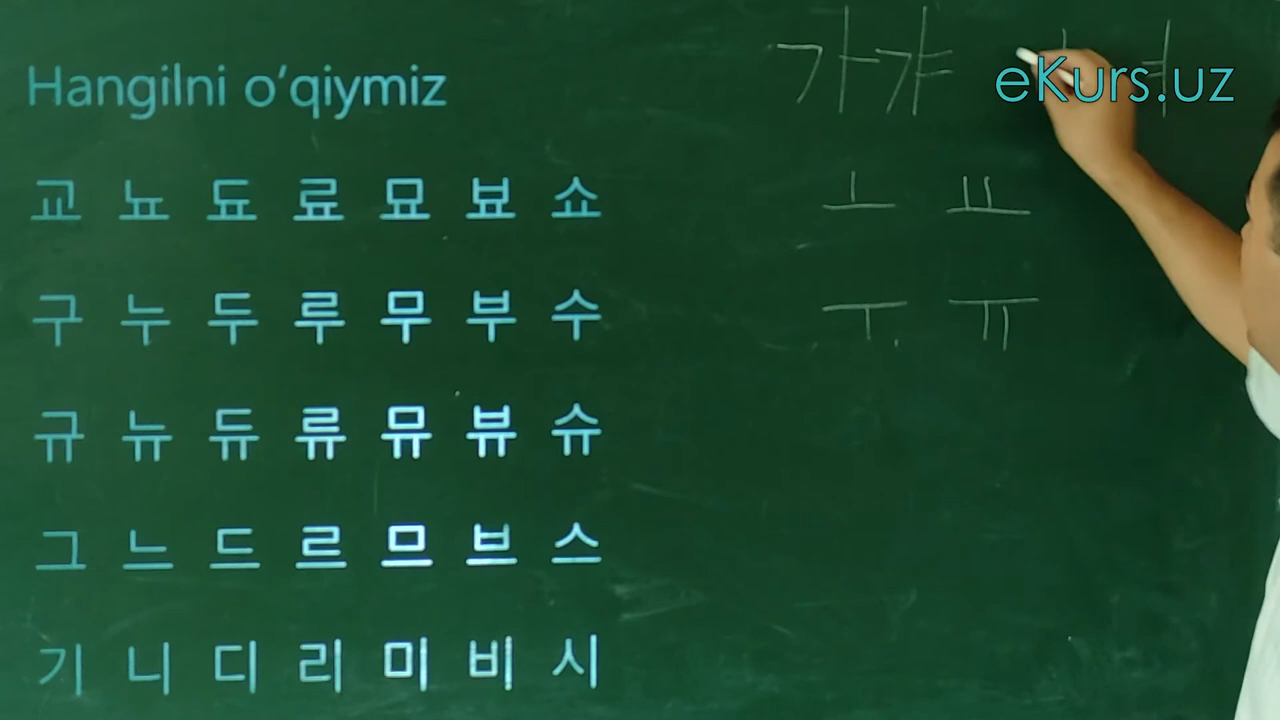 Hangilni o‘qiymiz
교 뇨 됴 료 묘 뵤 쇼
구 누 두 루 무 부 수
규 뉴 듀 류 뮤 뷰 슈
그 느 드 르 므 브 스
기 니 디 리 미 비 시
가 갸 ㅕ
ㅗ ㅛ
ㅜ ㅠ
eKurs.uz